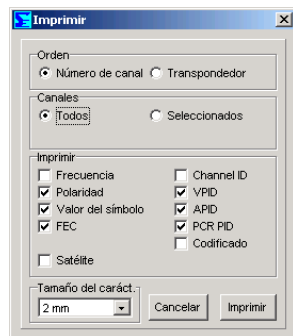 Imprimir
Orden
Número de canal Transpondedor
Canales
Todos Seleccionados
Imprimir
Frecuencia Channel ID
Polaridad VPID
Valor del símbolo APID
FEC PCR PID
Codificado
Satélite
Tamaño del caráct.
2 mm Cancelar Imprimir